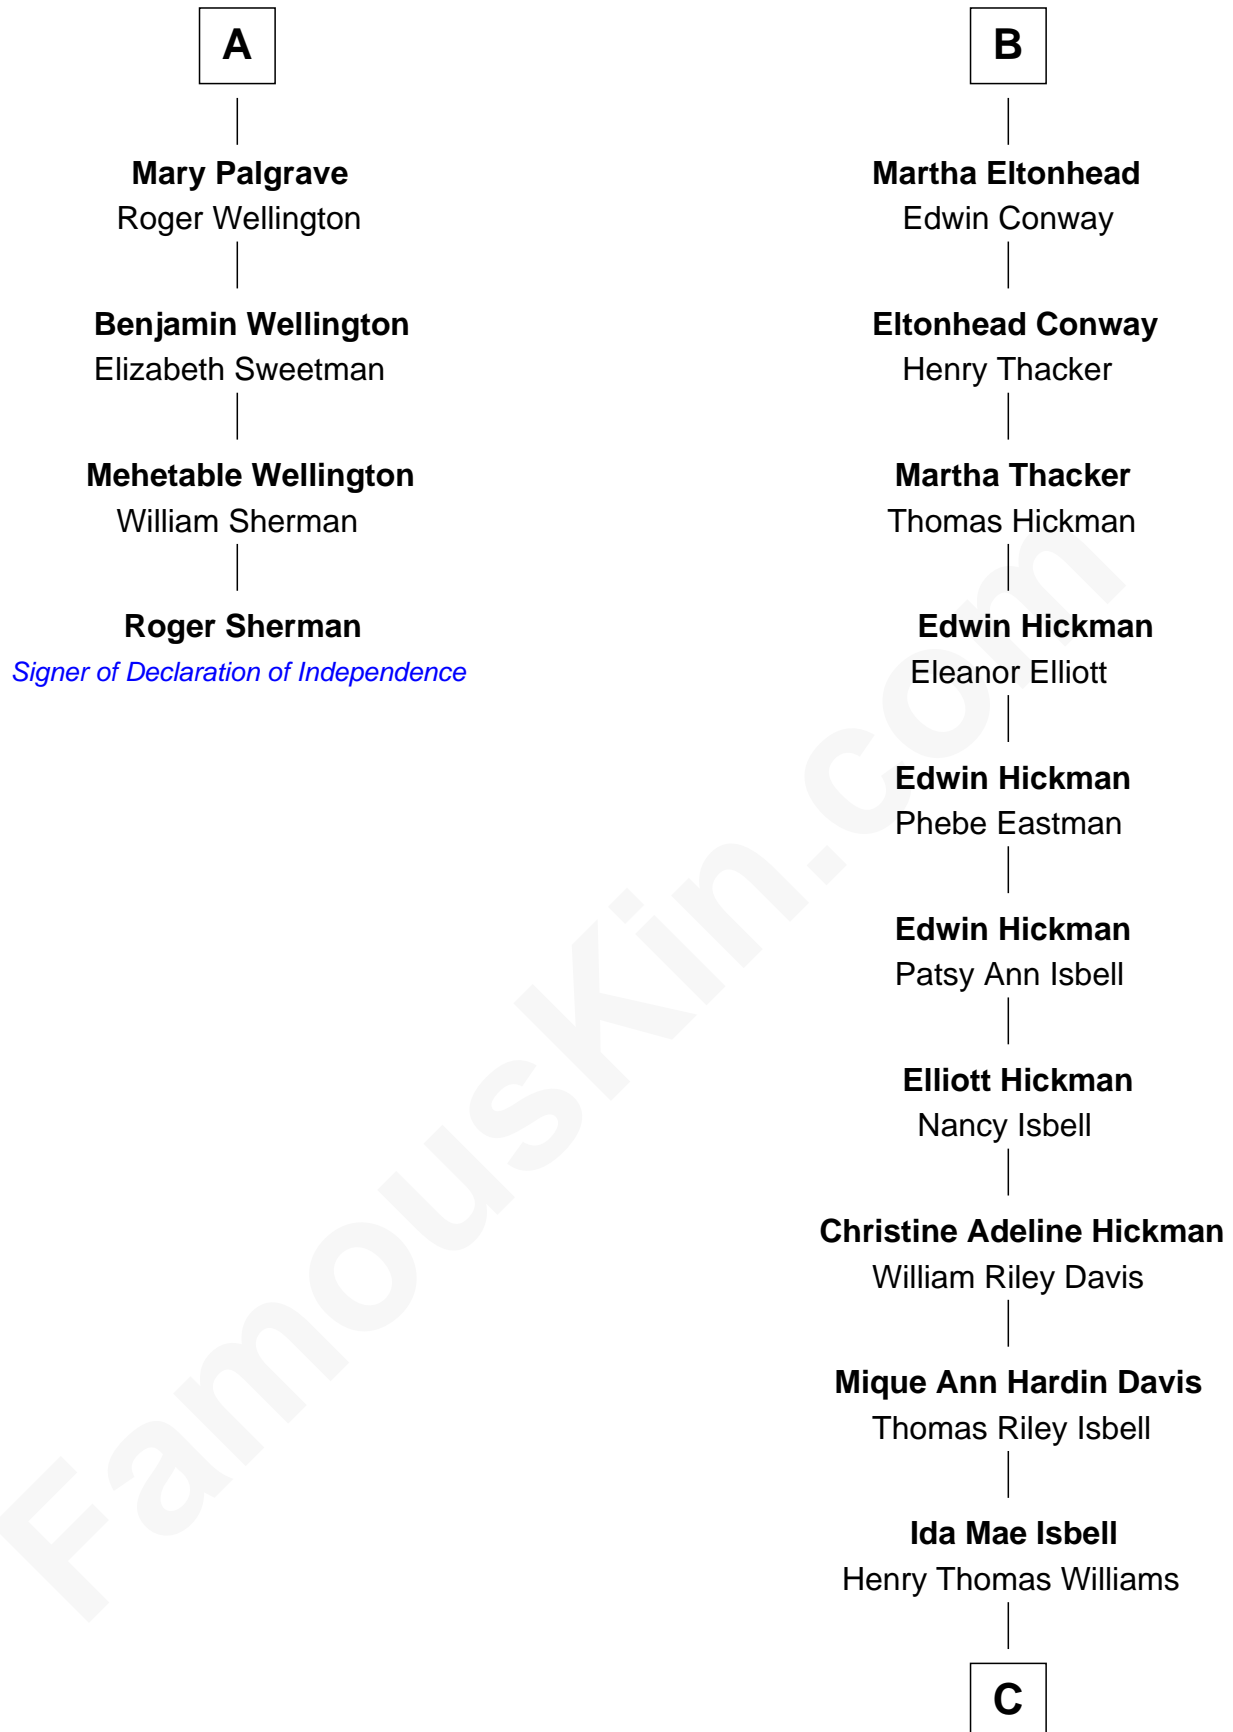 A
Mary Palgrave
Roger Wellington
Benjamin Wellington
Elizabeth Sweetman
Mehetable Wellington
William Sherman
Roger Sherman
Signer of Declaration of Independence
B
Martha Eltonhead
Edwin Conway
Eltonhead Conway
Henry Thacker
Martha Thacker
Thomas Hickman
Edwin Hickman
Eleanor Elliott
Edwin Hickman
Phebe Eastman
Edwin Hickman
Patsy Ann Isbell
Elliott Hickman
Nancy Isbell
Christine Adeline Hickman
William Riley Davis
Mique Ann Hardin Davis
Thomas Riley Isbell
Ida Mae Isbell
Henry Thomas Williams
C
FamousKin.com